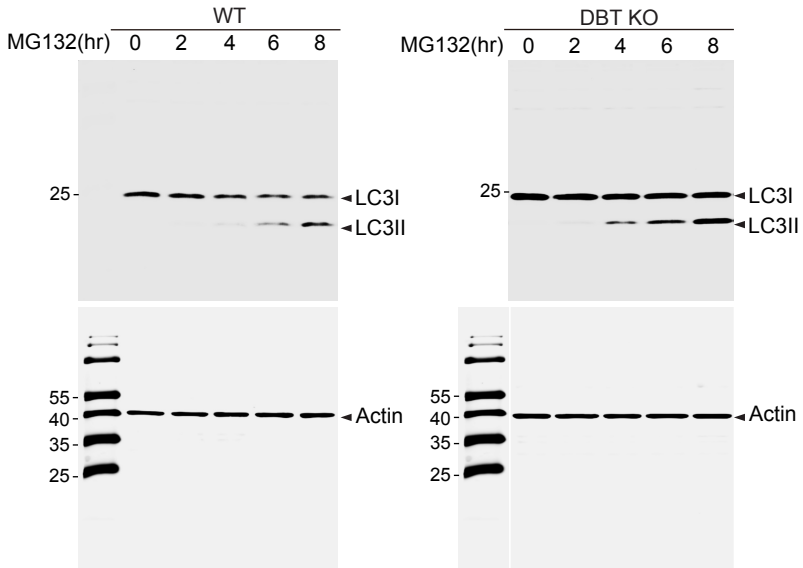 WT
MG132(hr) 0 2 4 6 8
25
LC3I
LC3II
55
40
Actin
35
25
DBT KO
MG132(hr) 0 2 4 6 8
25
LC3I
LC3II
55
40
Actin
35
25